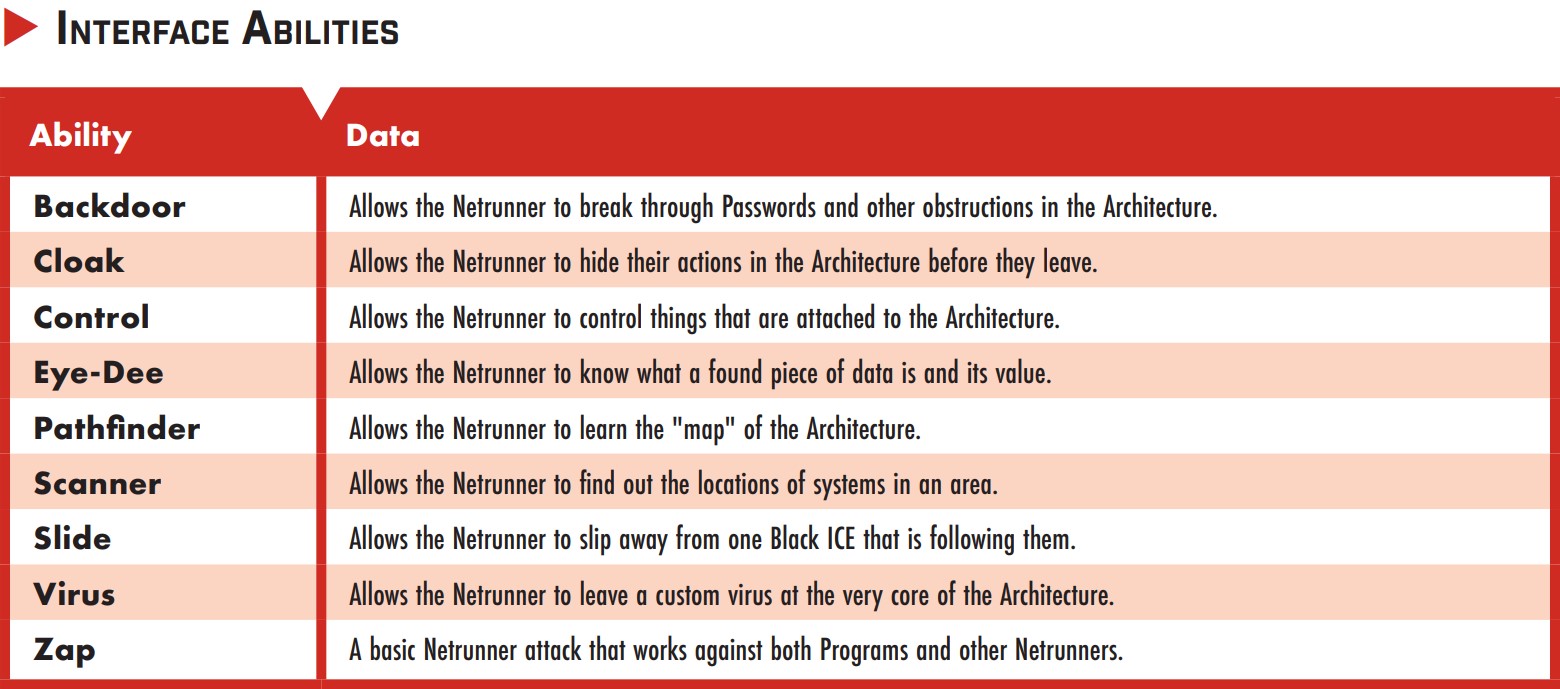 INTERFACE ABILITIES
Ability Data
Backdoor Allows the Netrunner to break through Passwords and other obstructions in the Architecture.
Cloak Allows the Netrunner to hide their actions in the Architecture before they leave.
Control Allows the Netrunner to control things that are attached to the Architecture.
Eye-Dee Allows the Netrunner to know what a found piece of data is and its value.
Pathfinder Allows the Netrunner to learn the "map" of the Architecture.
Scanner Allows the Netrunner to find out the locations of systems in an area.
Slide Allows the Netrunner to slip away from one Black ICE that is following them.
Virus Allows the Netrunner to leave a custom virus at the very core of the Architecture.
Zap A basic Netrunner attack that works against both Programs and other Netrunners.